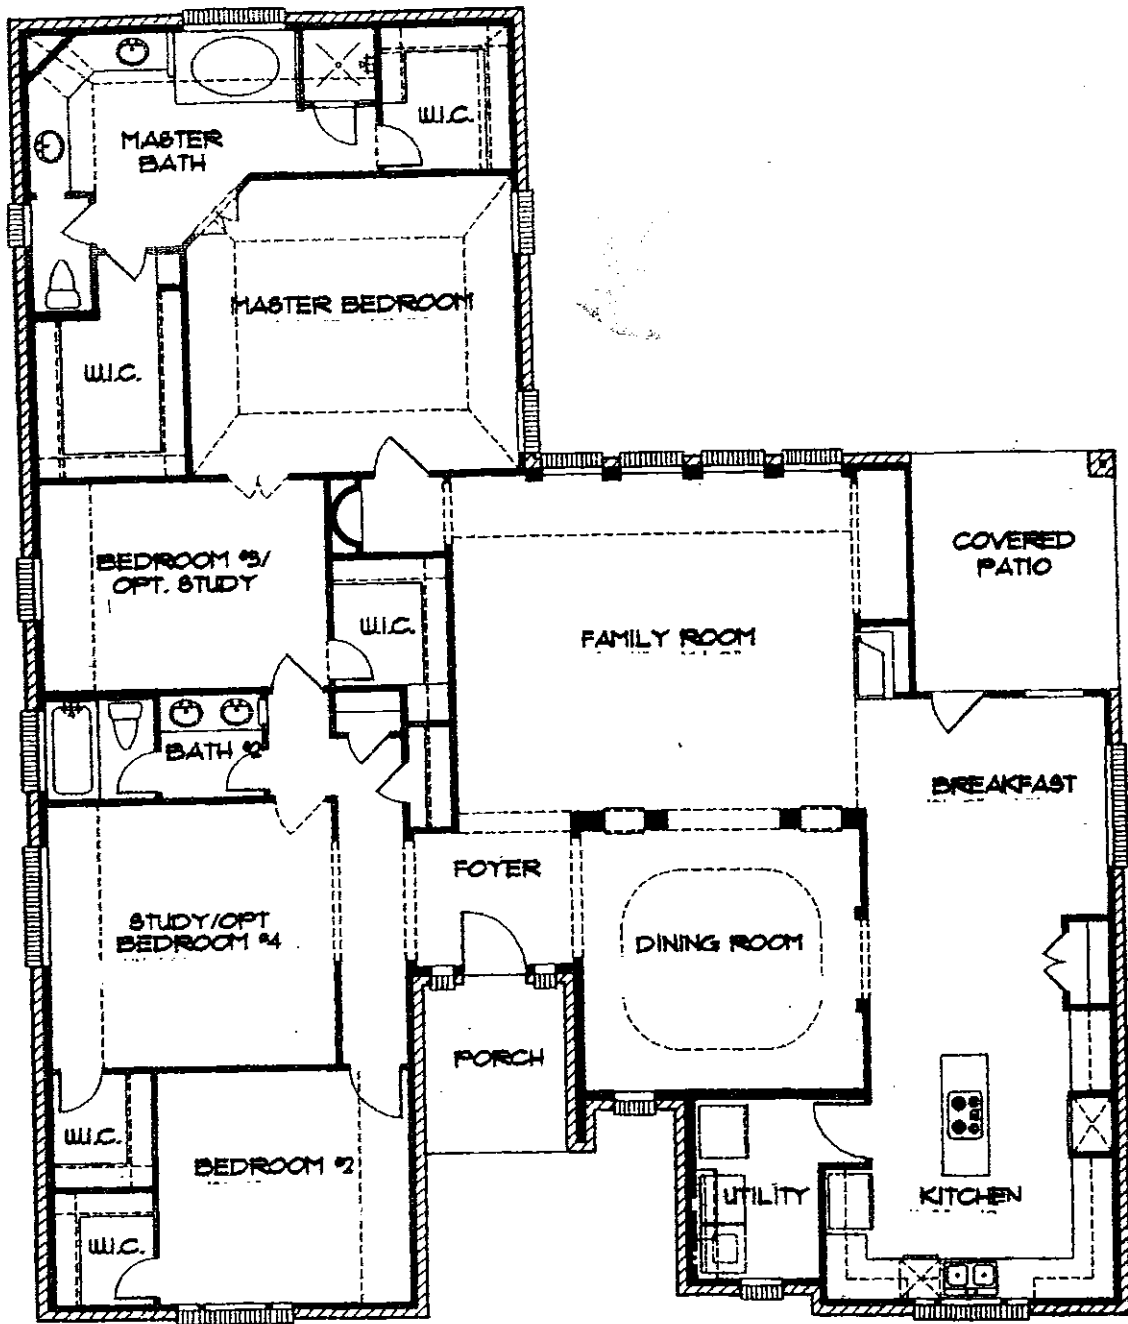 W.I.C.
MASTER
BATH
MASTER BEDROOM
W.I.C.
BEDROOM #3/
OPT. STUDY
COVERED
PATIO
W.I.C.
FAMILY ROOM
BATH #2
BREAKFAST
FOYER
STUDY/OPT
BEDROOM #4
DINING ROOM
PORCH
W.I.C.
BEDROOM #2
UTILITY
KITCHEN
W.I.C.